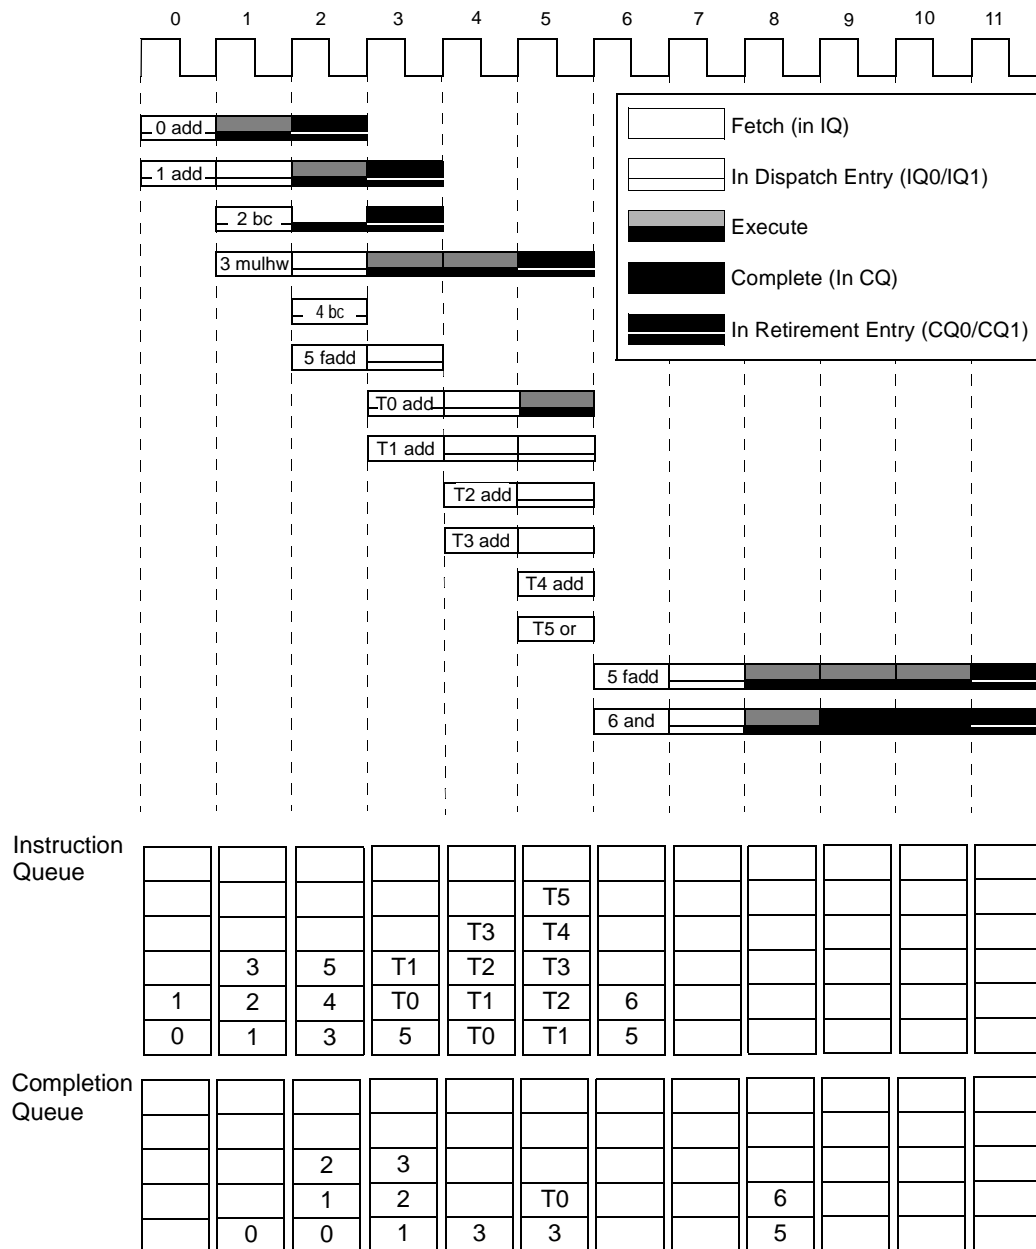 0 1 2 3 4 5 6 7 8 9 10 11
Fetch (in IQ)
In Dispatch Entry (IQ0/IQ1)
Execute
Complete (In CQ)
In Retirement Entry (CQ0/CQ1)
0 add
1 add
2 bc
3 mulhw
4 bc
5 fadd
T0 add
T1 add
T2 add
T3 add
T4 add
T5 or
5 fadd
6 and
Instruction
Queue
T5
T3 T4
3 5 T1 T2 T3
1 2 4 T0 T1 T2 6
0 1 3 5 T0 T1 5
Completion
Queue
2 3
1 2 T0 6
0 0 1 3 3 5